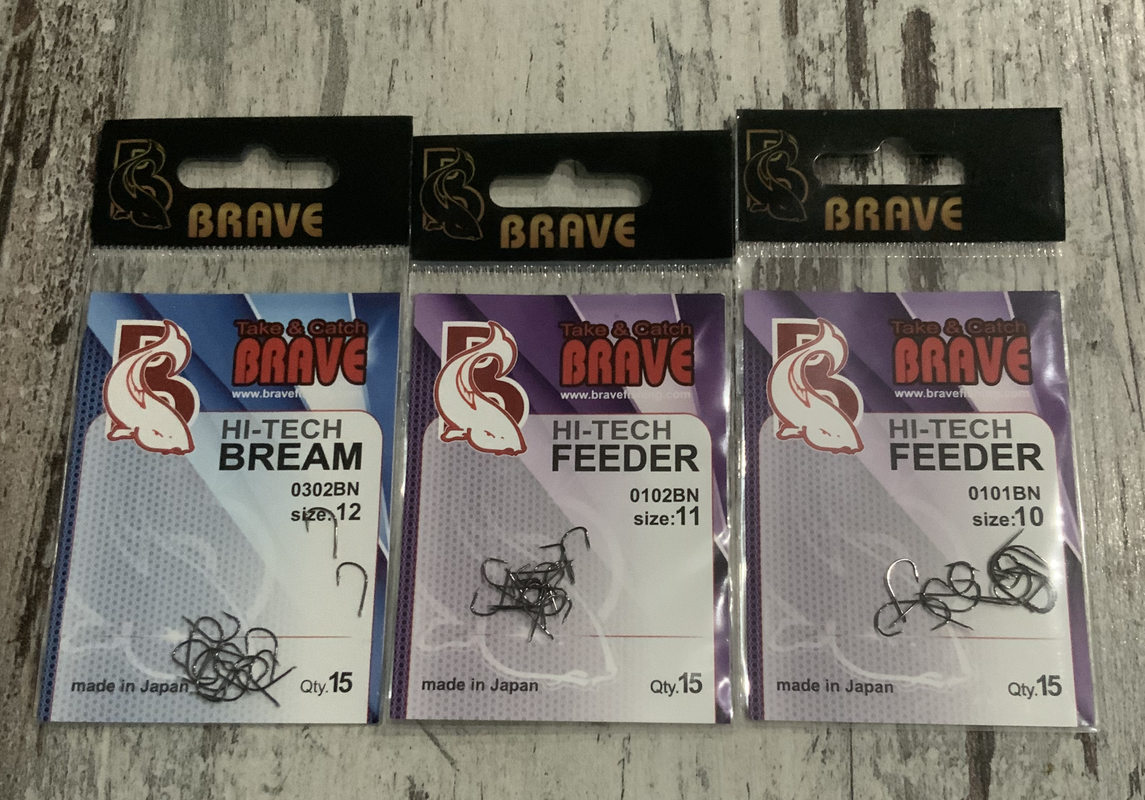 BRAVE
Take & Catch
BRAVE
HI-TECH
BREAM
0302BN
size:12
made in Japan
Qty.15
BRAVE
Take & Catch
BRAVE
HI-TECH
FEEDER
0102BN
size:11
made in Japan
Qty.15
BRAVE
Take & Catch
BRAVE
HI-TECH
FEEDER
0101BN
size:10
made in Japan
Qty.15